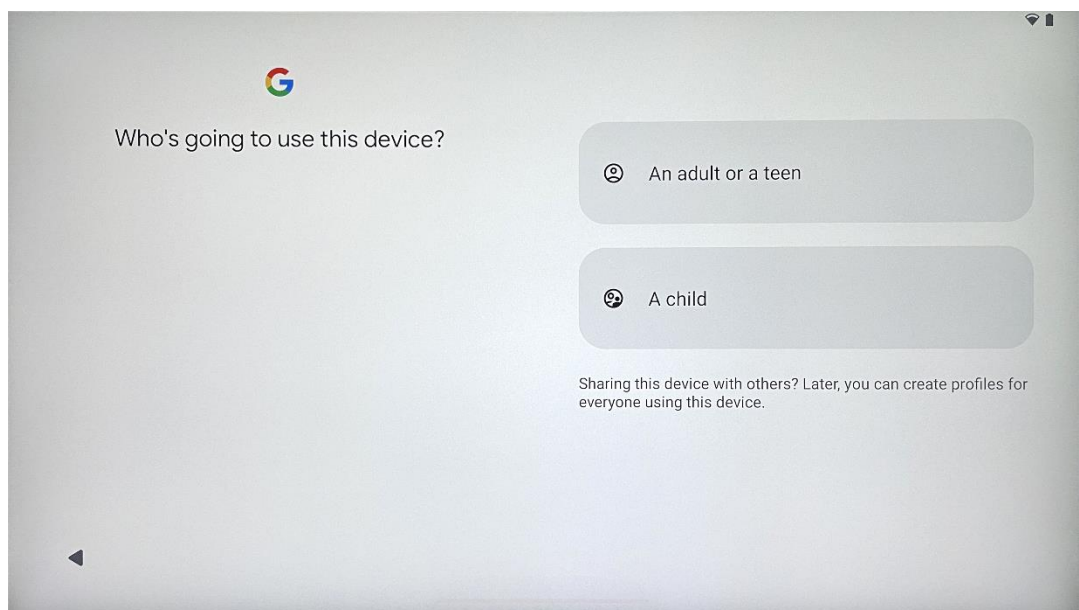 Who's going to use this device?
An adult or a teen
A child
Sharing this device with others? Later, you can create profiles for
everyone using this device.